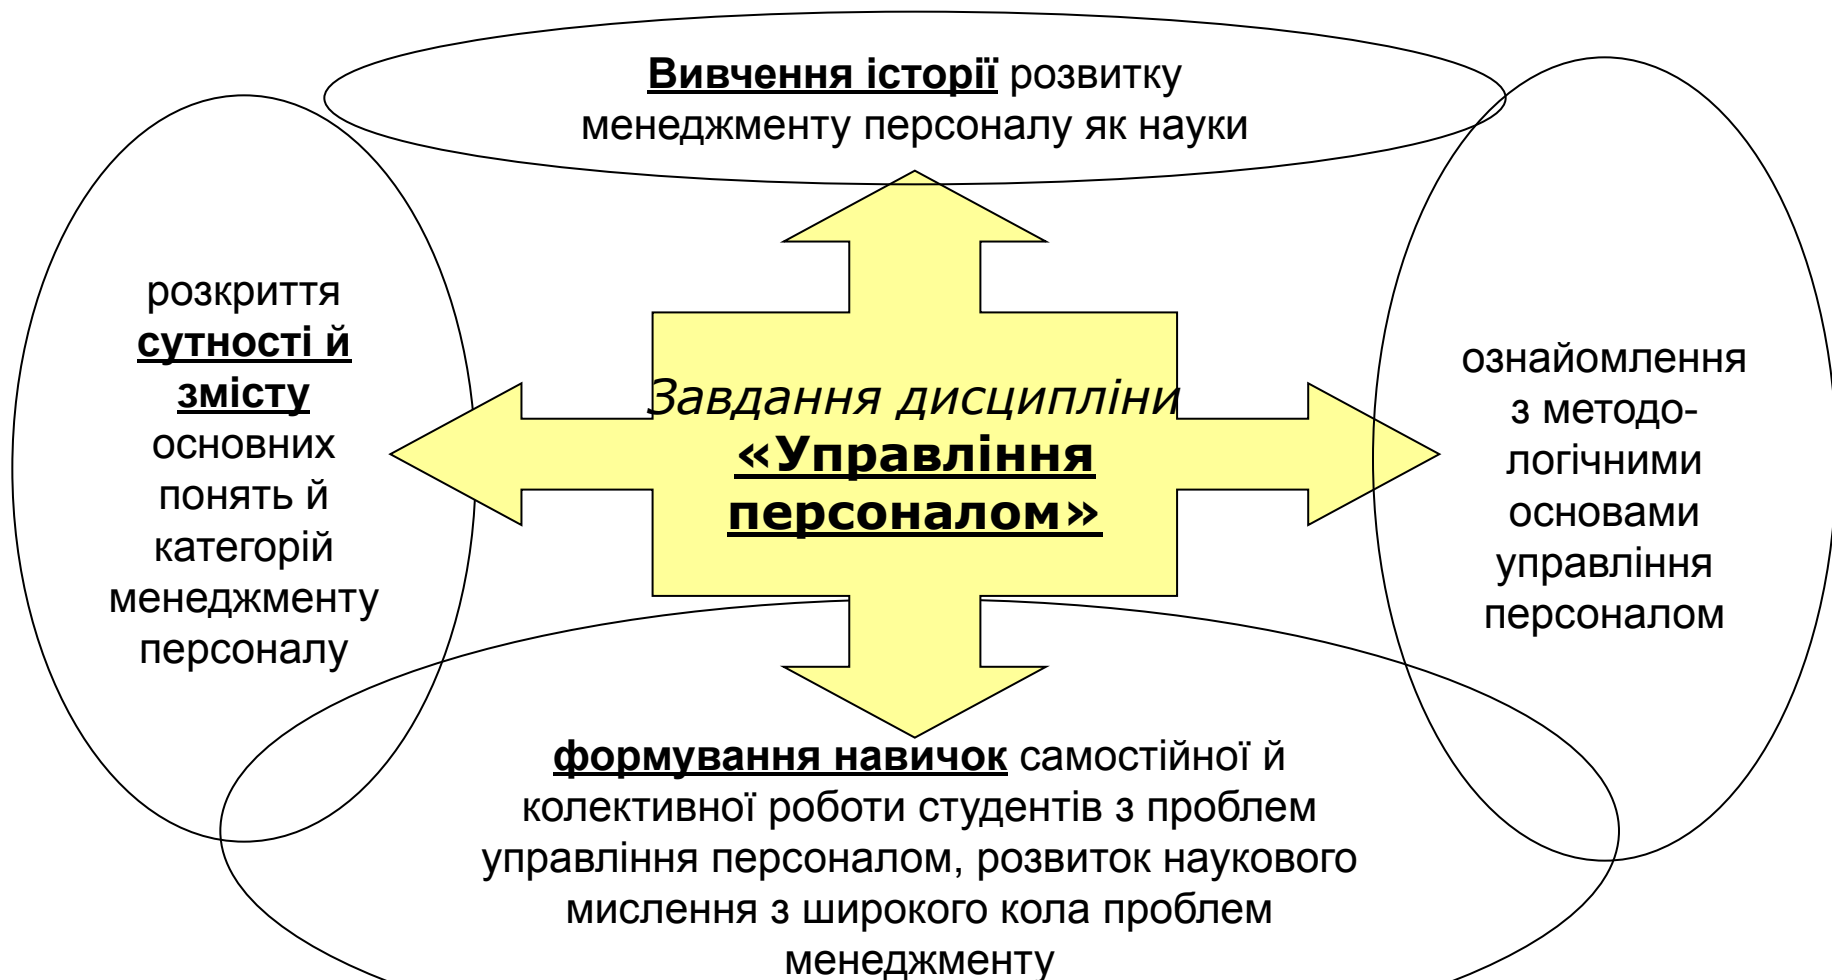 Вивчення історії розвитку
менеджменту персоналу як науки
розкриття
сутності й
змісту
основних
понять й
категорій
менеджменту
персоналу
Завдання дисципліни
«Управління
персоналом»
ознайомлення
з методо-
логічними
основами
управління
персоналом
формування навичок самостійної й
колективної роботи студентів з проблем
управління персоналом, розвиток наукового
мислення з широкого кола проблем
менеджменту